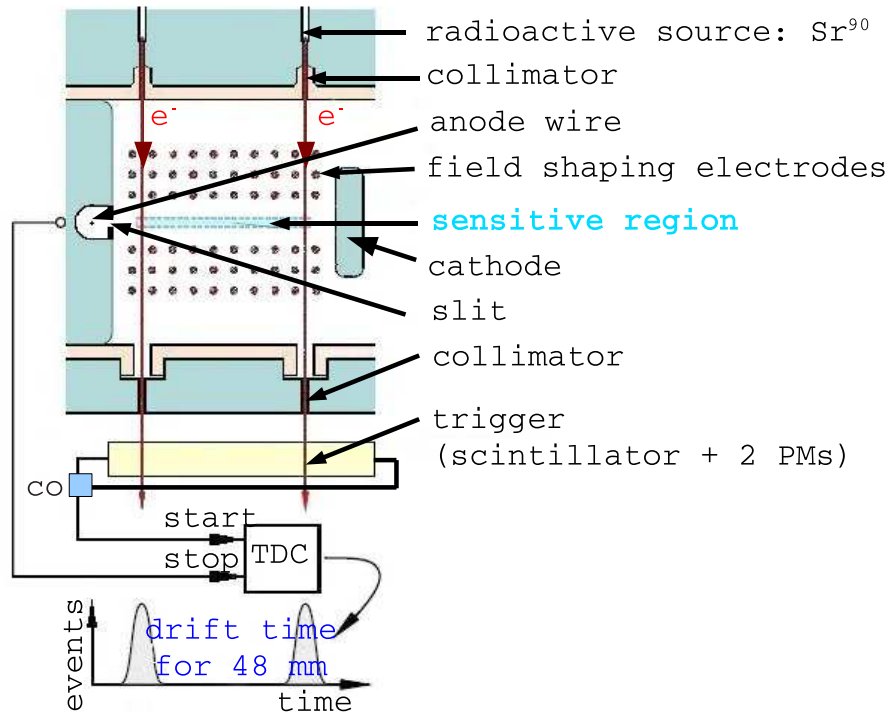 radioactive source: Sr⁹⁰
collimator
e⁻ e⁻
anode wire
field shaping electrodes
sensitive region
cathode
slit
collimator
trigger
(scintillator + 2 PMs)
co
start
stop
TDC
events
drift time
for 48 mm
time